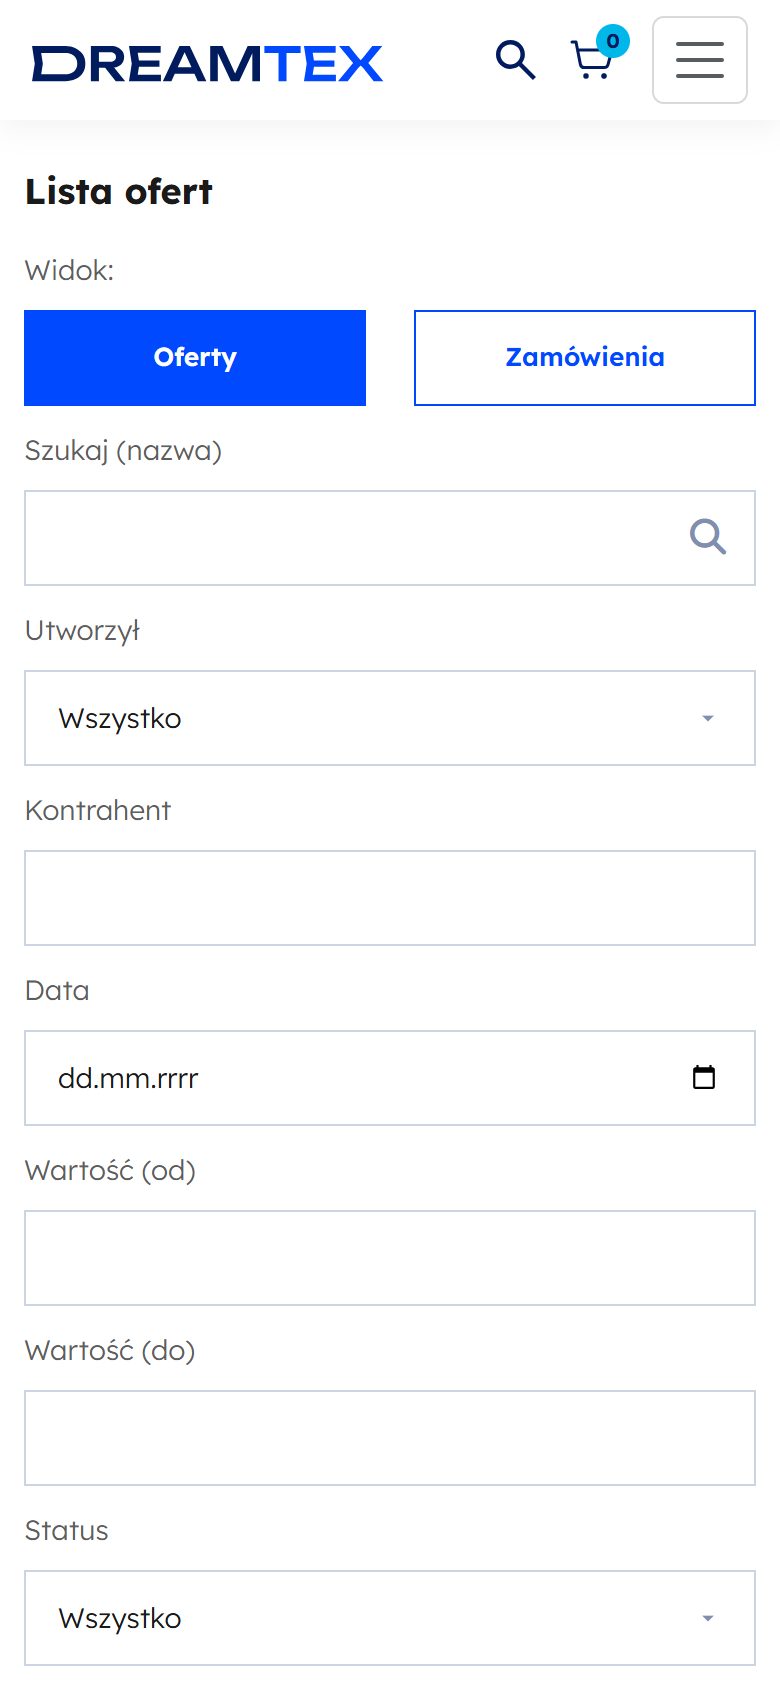 DREAMTEX
0
Lista ofert
Widok:
Oferty
Zamówienia
Szukaj (nazwa)
Utworzył
Wszystko
Kontrahent
Data
dd.mm.rrrr
Wartość (od)
Wartość (do)
Status
Wszystko